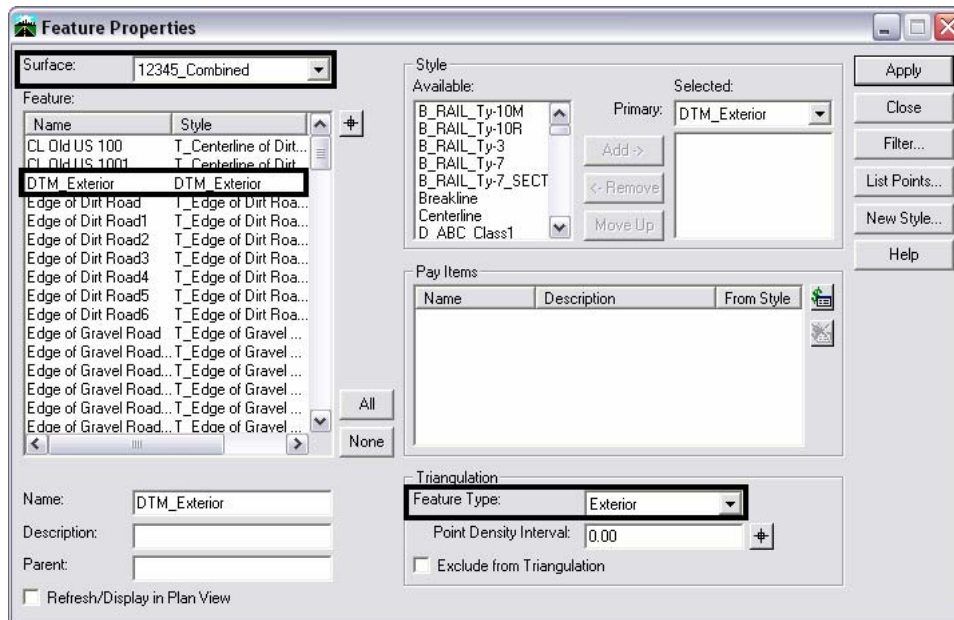 Feature Properties
Surface: 12345_Combined
Feature:
Name Style
CL Old US 100 T_Centerline of Dirt...
CL Old US 1001 T_Centerline of Dirt...
DTM_Exterior DTM_Exterior
Edge of Dirt Road T_Edge of Dirt Roa...
Edge of Dirt Road1 T_Edge of Dirt Roa...
Edge of Dirt Road2 T_Edge of Dirt Roa...
Edge of Dirt Road3 T_Edge of Dirt Roa...
Edge of Dirt Road4 T_Edge of Dirt Roa...
Edge of Dirt Road5 T_Edge of Dirt Roa...
Edge of Dirt Road6 T_Edge of Dirt Roa...
Edge of Gravel Road T_Edge of Gravel ...
Edge of Gravel Road... T_Edge of Gravel ...
Edge of Gravel Road... T_Edge of Gravel ...
Edge of Gravel Road... T_Edge of Gravel ...
Edge of Gravel Road... T_Edge of Gravel ...
Edge of Gravel Road... T_Edge of Gravel ...
All
None
Name: DTM_Exterior
Description:
Parent:
Refresh/Display in Plan View
Style
Available:
B_RAIL_Ty-10M
B_RAIL_Ty-10R
B_RAIL_Ty-3
B_RAIL_Ty-7
B_RAIL_Ty-7_SECT
Breakline
Centerline
D_ABC_Class1
Selected:
Primary: DTM_Exterior
Add ->
<- Remove
Move Up
Pay Items
Name Description From Style
Triangulation
Feature Type: Exterior
Point Density Interval: 0.00
Exclude from Triangulation
Apply
Close
Filter...
List Points...
New Style...
Help